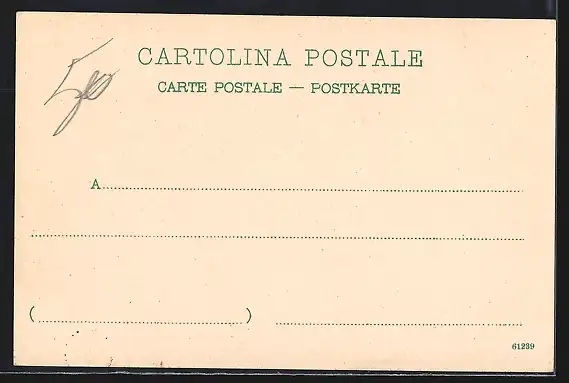 CARTOLINA POSTALE
CARTE POSTALE — POSTKARTE
A
( )
61239